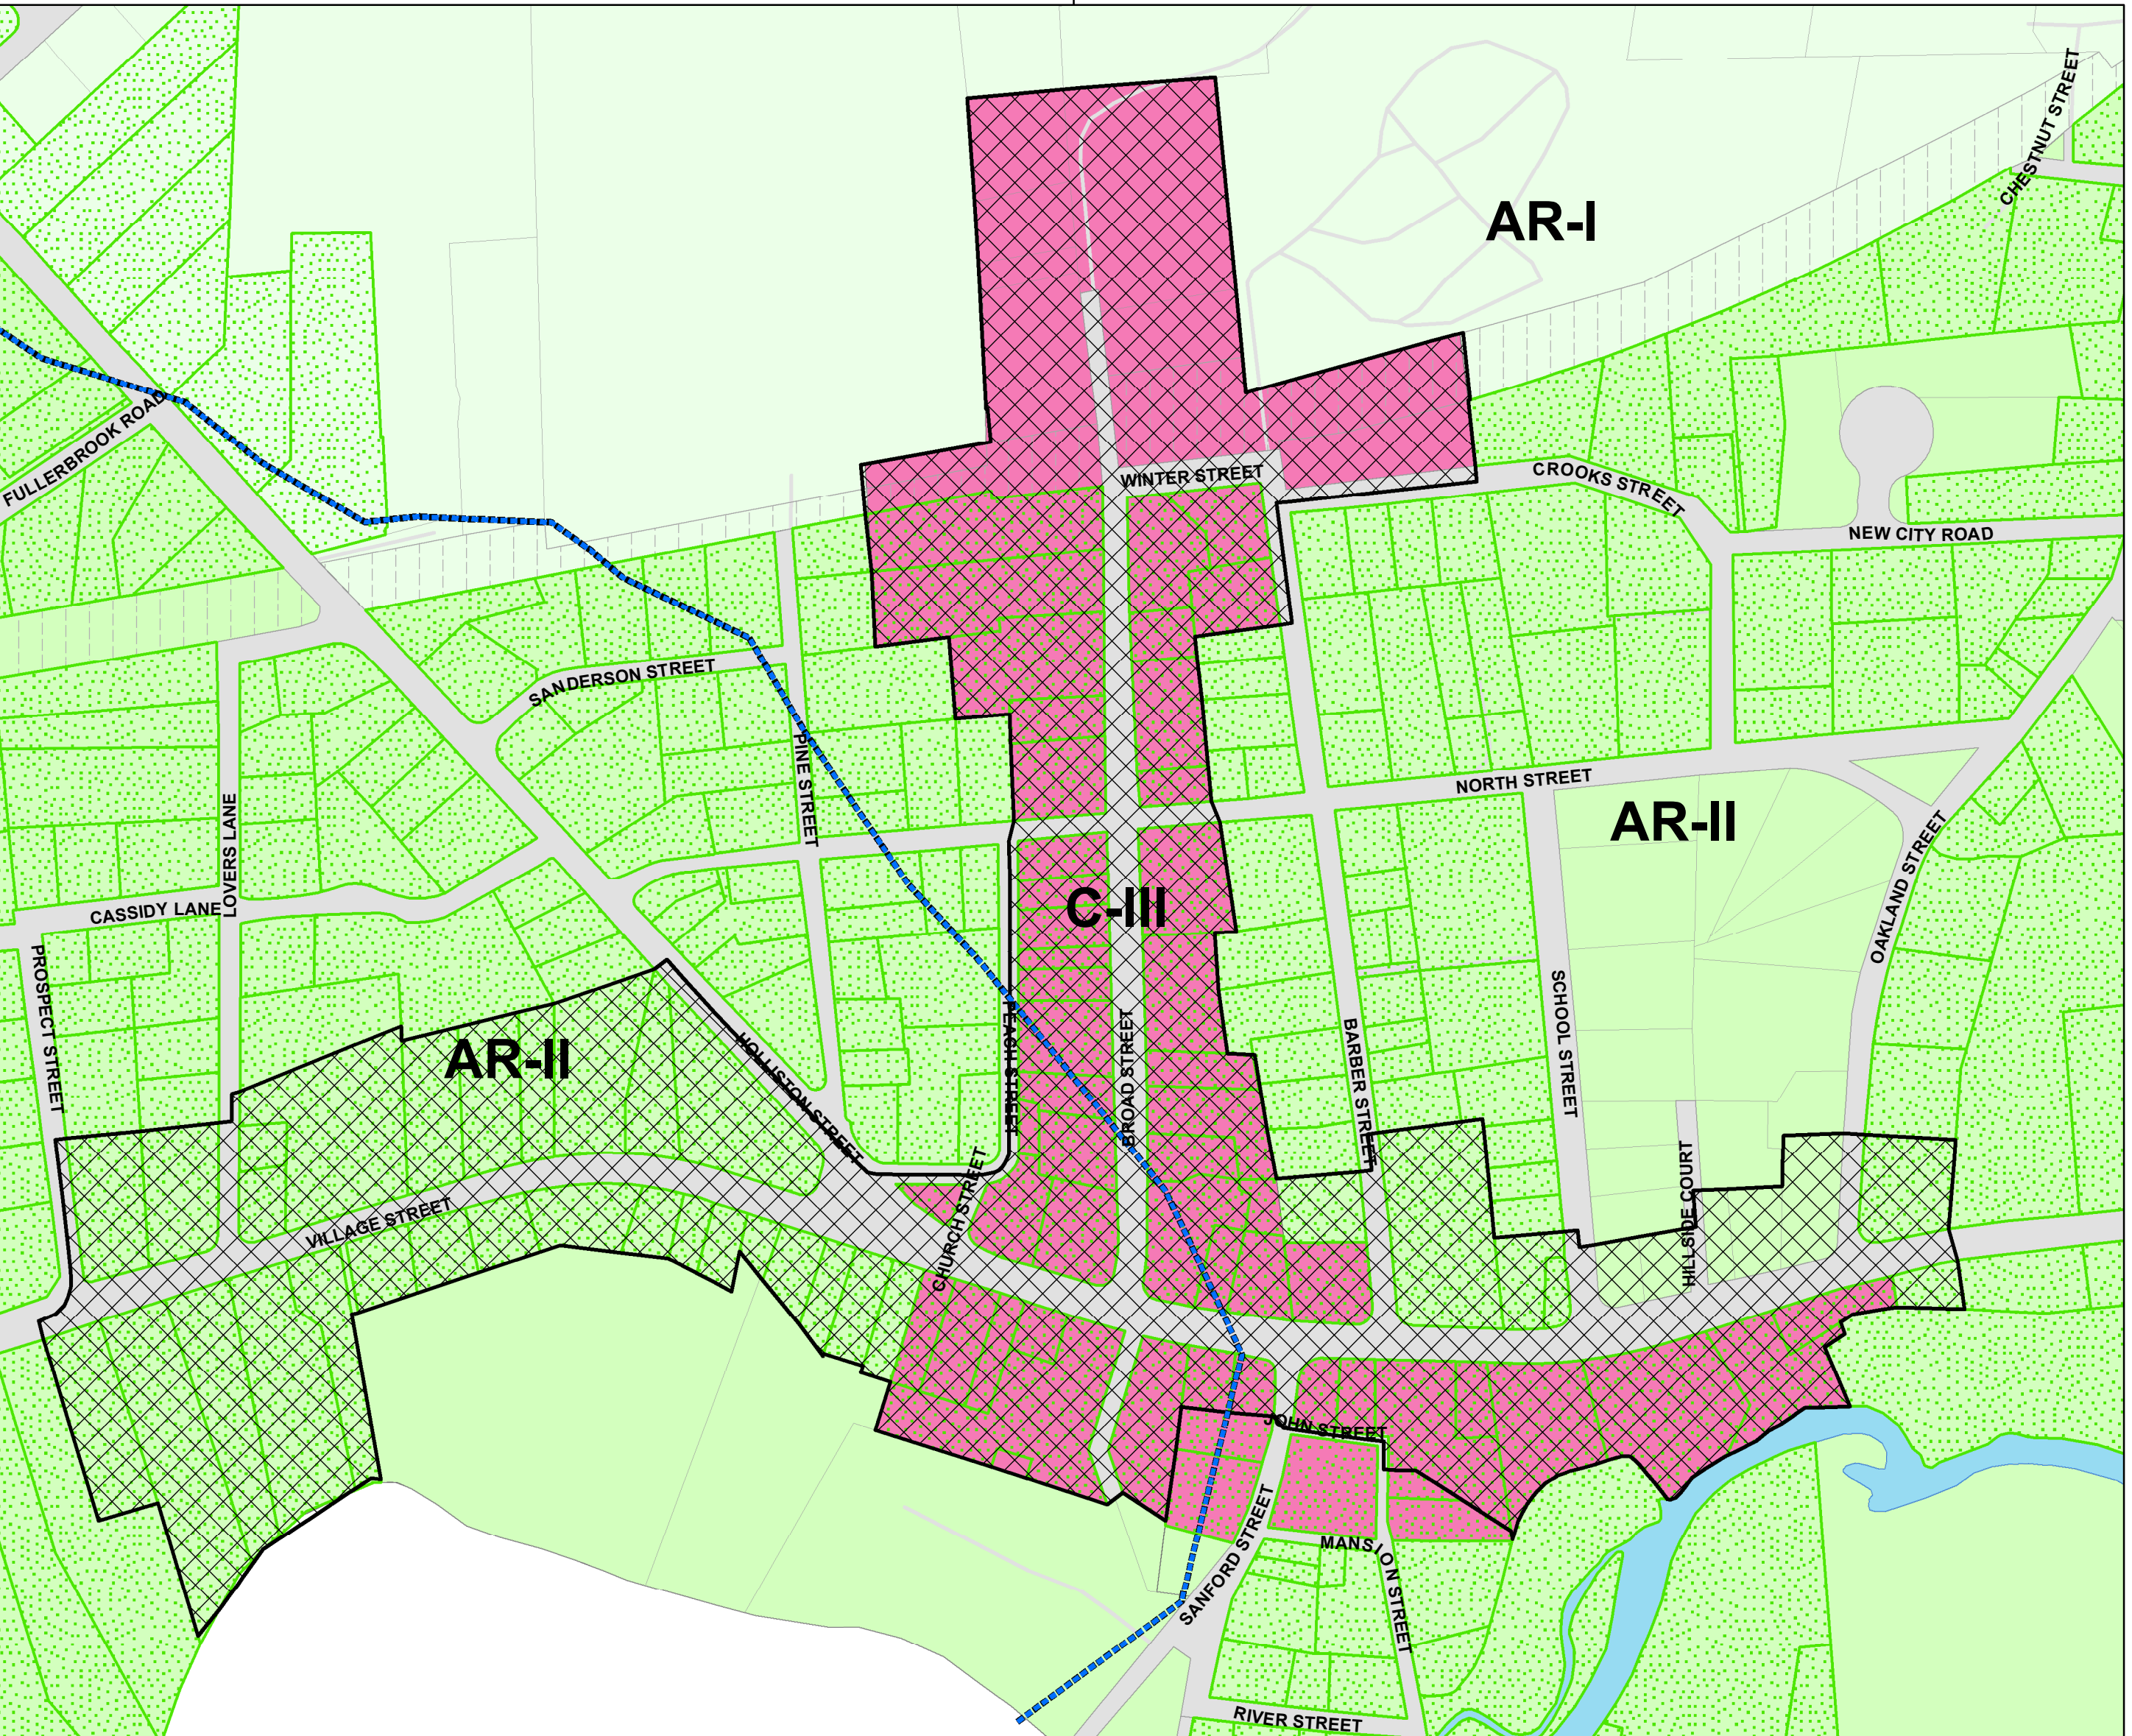 CHESTNUT STREET
AR-I
FULLERBROOK ROAD
WINTER STREET
CROOKS STREET
NEW CITY ROAD
SANDERSON STREET
PINE STREET
NORTH STREET
AR-II
LOVERS LANE
CASSIDY LANE
C-III
OAKLAND STREET
PROSPECT STREET
AR-II
HOLLISTON STREET
PEACH STREET
BROAD STREET
BARBER STREET
SCHOOL STREET
VILLAGE STREET
CHURCH STREET
HILLSIDE COURT
JOHN STREET
SANFORD STREET
MANSION STREET
RIVER STREET